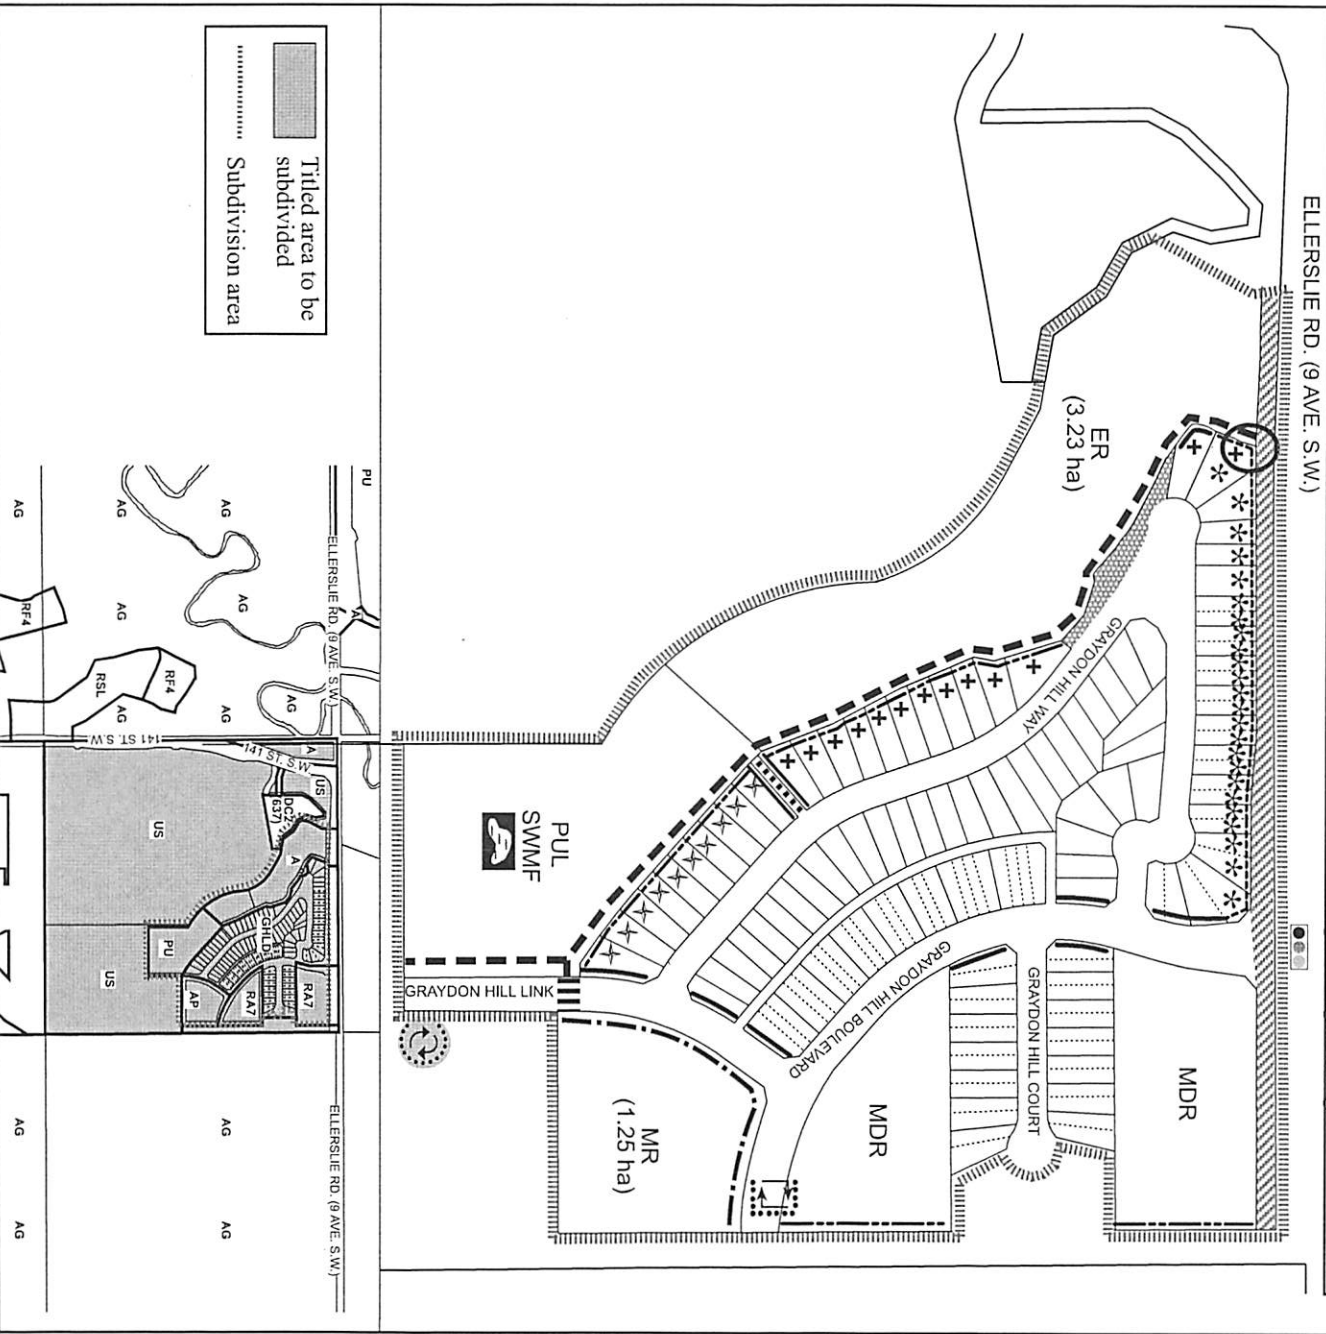 ELLERSLIE RD. (9 AVE. S.W.)
ER
(3.23 ha)
GRAYDON HILL WAY
GRAYDON HILL BOULEVARD
GRAYDON HILL COURT
GRAYDON HILL LINK
MDR
MDR
MR
(1.25 ha)
PUL
SWMF
Titled area to be
subdivided
Subdivision area
PU
AG
AG
AG
AG
AG
AG
AG
AG
A
RF4
RF4
RSL
ELLERSLIE RD. (9 AVE. S.W.)
141 ST. S.W.
141 ST. S.W.
A
US
DC2
(637)
A
US
GHLD
PU
US
AP
RA7
RA7
ELLERSLIE RD. (9 AVE. S.W.)
AG
AG
AG
AG